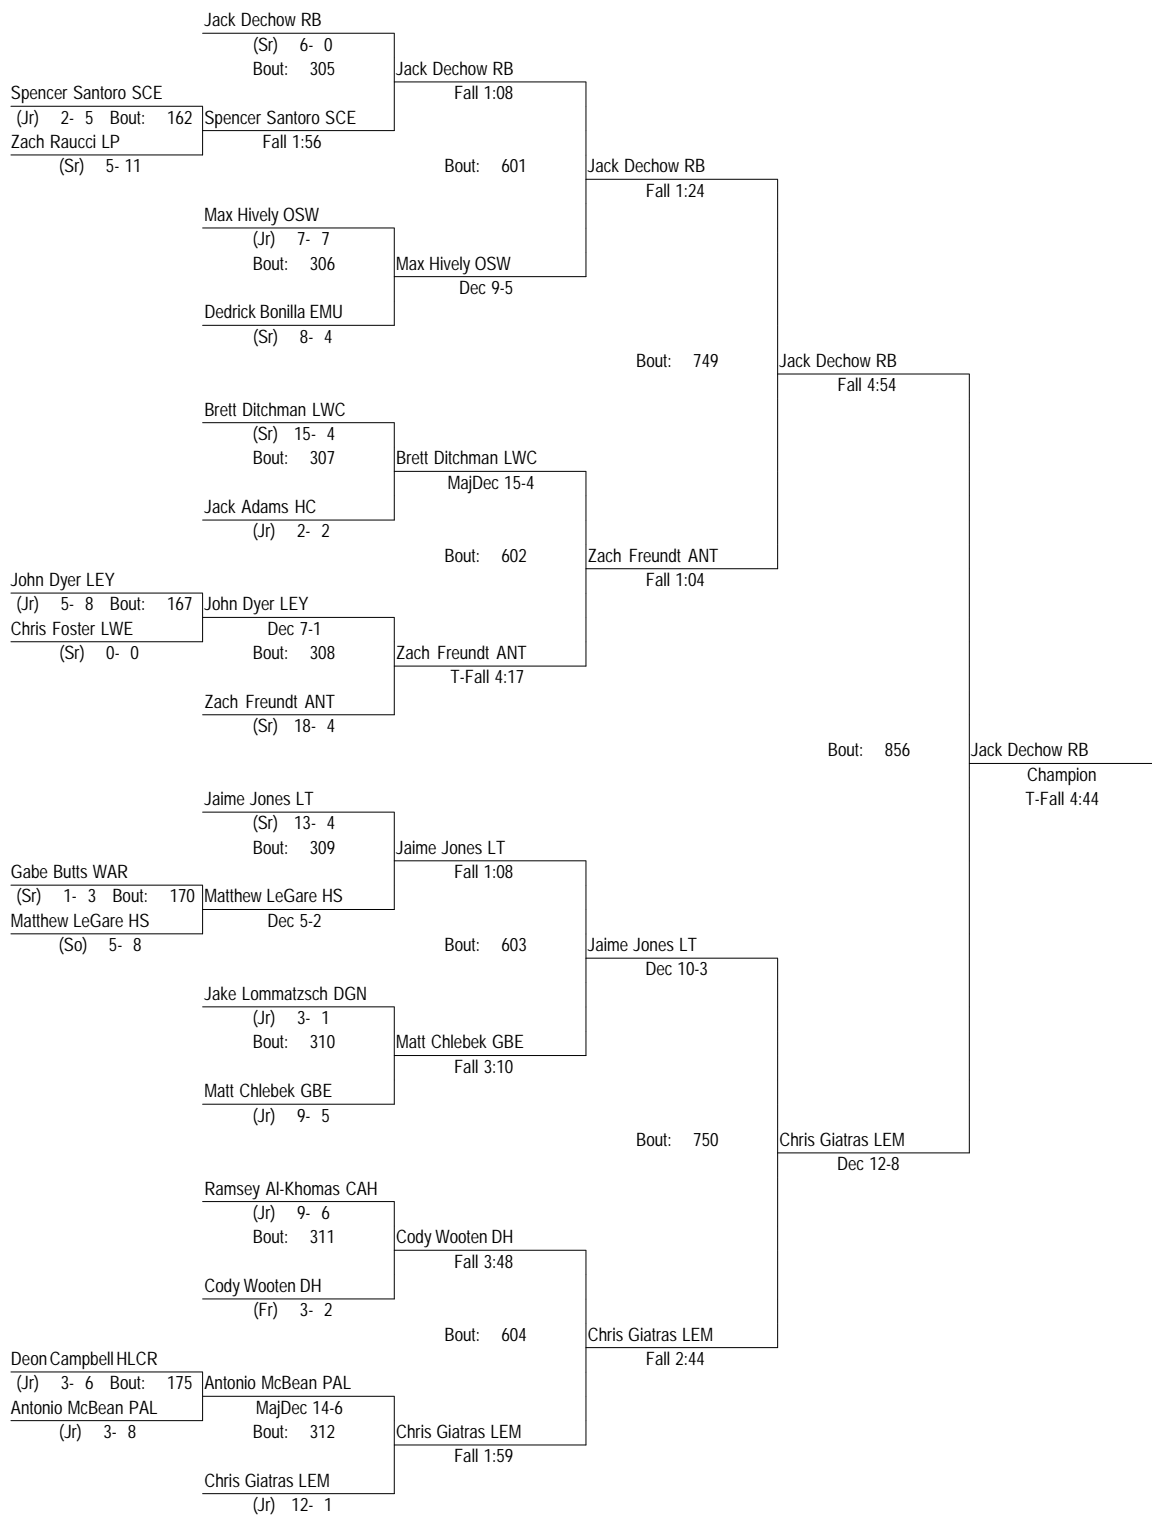 Jack Dechow RB
(Sr) 6- 0
Bout: 305
Jack Dechow RB
Fall 1:08
Spencer Santoro SCE
(Jr) 2- 5 Bout: 162
Spencer Santoro SCE
Zach Raucci LP
Fall 1:56
(Sr) 5- 11
Bout: 601
Jack Dechow RB
Fall 1:24
Max Hively OSW
(Jr) 7- 7
Bout: 306
Max Hively OSW
Dec 9-5
Dedrick Bonilla EMU
(Sr) 8- 4
Bout: 749
Jack Dechow RB
Fall 4:54
Brett Ditchman LWC
(Sr) 15- 4
Bout: 307
Brett Ditchman LWC
MajDec 15-4
Jack Adams HC
(Jr) 2- 2
Bout: 602
Zach Freundt ANT
Fall 1:04
John Dyer LEY
(Jr) 5- 8 Bout: 167
John Dyer LEY
Chris Foster LWE
Dec 7-1
(Sr) 0- 0
Bout: 308
Zach Freundt ANT
T-Fall 4:17
Zach Freundt ANT
(Sr) 18- 4
Bout: 856
Jack Dechow RB
Champion
T-Fall 4:44
Jaime Jones LT
(Sr) 13- 4
Bout: 309
Jaime Jones LT
Fall 1:08
Gabe Butts WAR
(Sr) 1- 3 Bout: 170
Matthew LeGare HS
Matthew LeGare HS
Dec 5-2
(So) 5- 8
Bout: 603
Jaime Jones LT
Dec 10-3
Jake Lommatzsch DGN
(Jr) 3- 1
Bout: 310
Matt Chlebek GBE
Fall 3:10
Matt Chlebek GBE
(Jr) 9- 5
Bout: 750
Chris Giatras LEM
Dec 12-8
Ramsey Al-Khomas CAH
(Jr) 9- 6
Bout: 311
Cody Wooten DH
Fall 3:48
Cody Wooten DH
(Fr) 3- 2
Bout: 604
Chris Giatras LEM
Fall 2:44
Deon Campbell HLCR
(Jr) 3- 6 Bout: 175
Antonio McBean PAL
Antonio McBean PAL
MajDec 14-6
(Jr) 3- 8
Bout: 312
Chris Giatras LEM
Fall 1:59
Chris Giatras LEM
(Jr) 12- 1